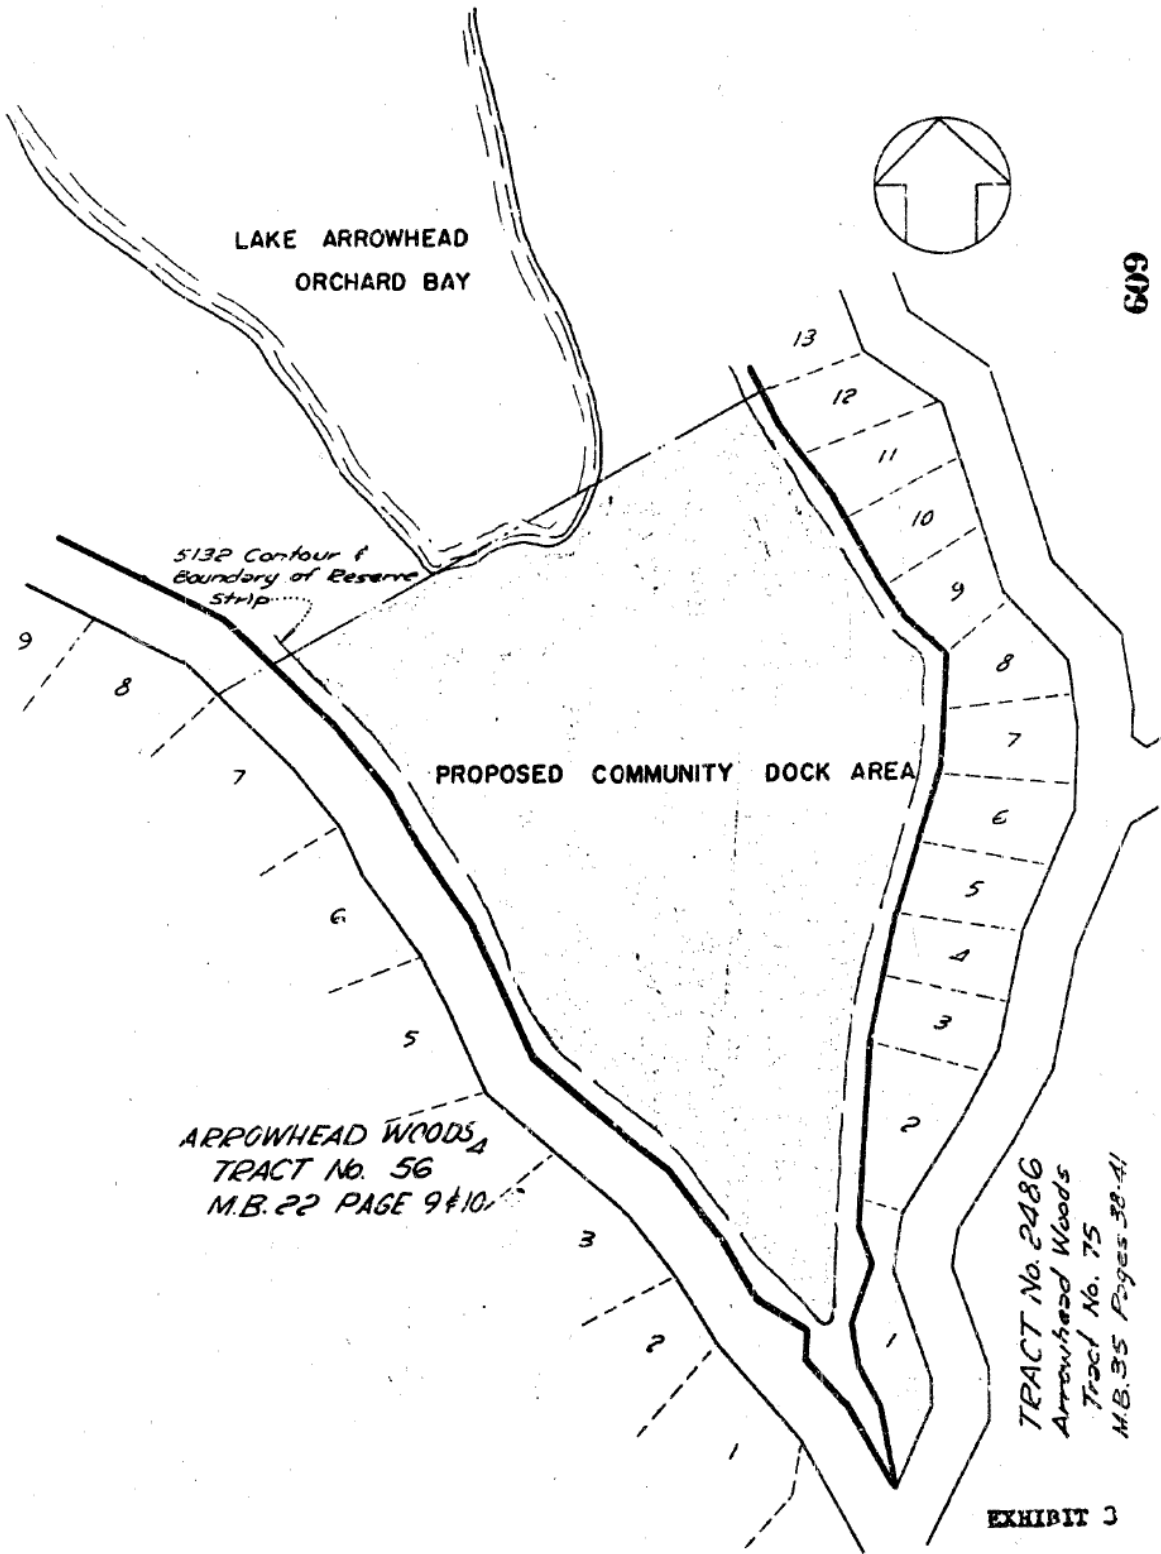 609
LAKE ARROWHEAD
ORCHARD BAY
13
12
11
10
9
8
7
6
5
4
3
2
1
5132 Contour &
Boundary of Reserve
Strip
9
8
7
6
5
4
3
2
1
PROPOSED COMMUNITY DOCK AREA
ARROWHEAD WOODS
TRACT No. 56
M.B. 22 PAGE 9 & 10
TRACT No. 2486
Arrowhead Woods
Tract No. 75
M.B. 35 Pages 38-41
EXHIBIT 3